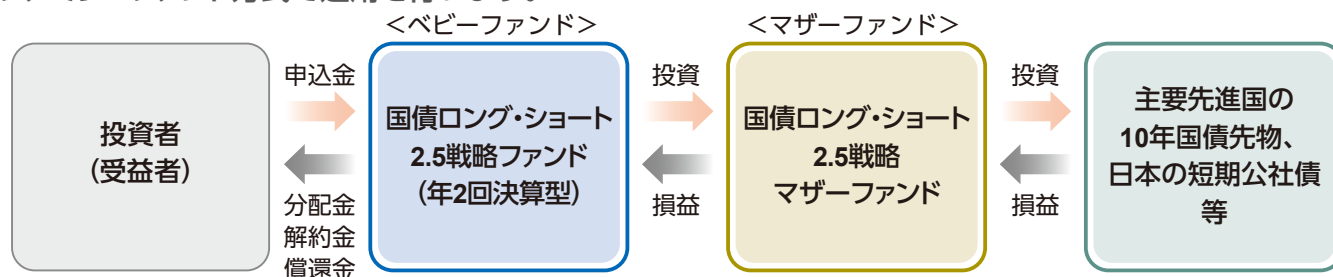 <ベビーファンド>
<マザーファンド>
投資者
(受益者)
申込金
分配金
解約金
償還金
国債ロング・ショート
2.5戦略ファンド
(年2回決算型)
投資
損益
国債ロング・ショート
2.5戦略
マザーファンド
投資
損益
主要先進国の
10年国債先物、
日本の短期公社債
等